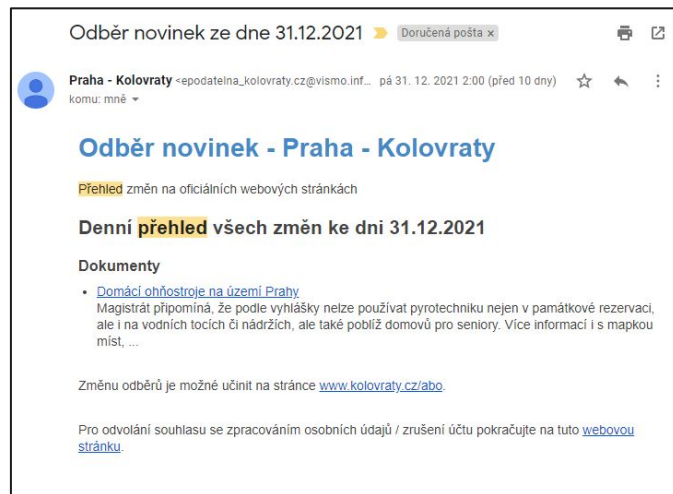 Odběr novinek ze dne 31.12.2021
Doručená pošta x
Praha - Kolovraty <epodatelna_kolovraty.cz@vismo.inf... pá 31. 12. 2021 2:00 (před 10 dny)
komu: mně
Odběr novinek - Praha - Kolovraty
Přehled změn na oficiálních webových stránkách
Denní přehled všech změn ke dni 31.12.2021
Dokumenty
• Domácí ohňostroje na území Prahy
Magistrát připomíná, že podle vyhlášky nelze používat pyrotechniku nejen v památkové rezervaci,
ale i na vodních tocích či nádržích, ale také poblíž domovů pro seniory. Více informací i s mapkou
míst, ...
Změnu odběrů je možné učinit na stránce www.kolovraty.cz/abo.
Pro odvolání souhlasu se zpracováním osobních údajů / zrušení účtu pokračujte na tuto webovou
stránku.